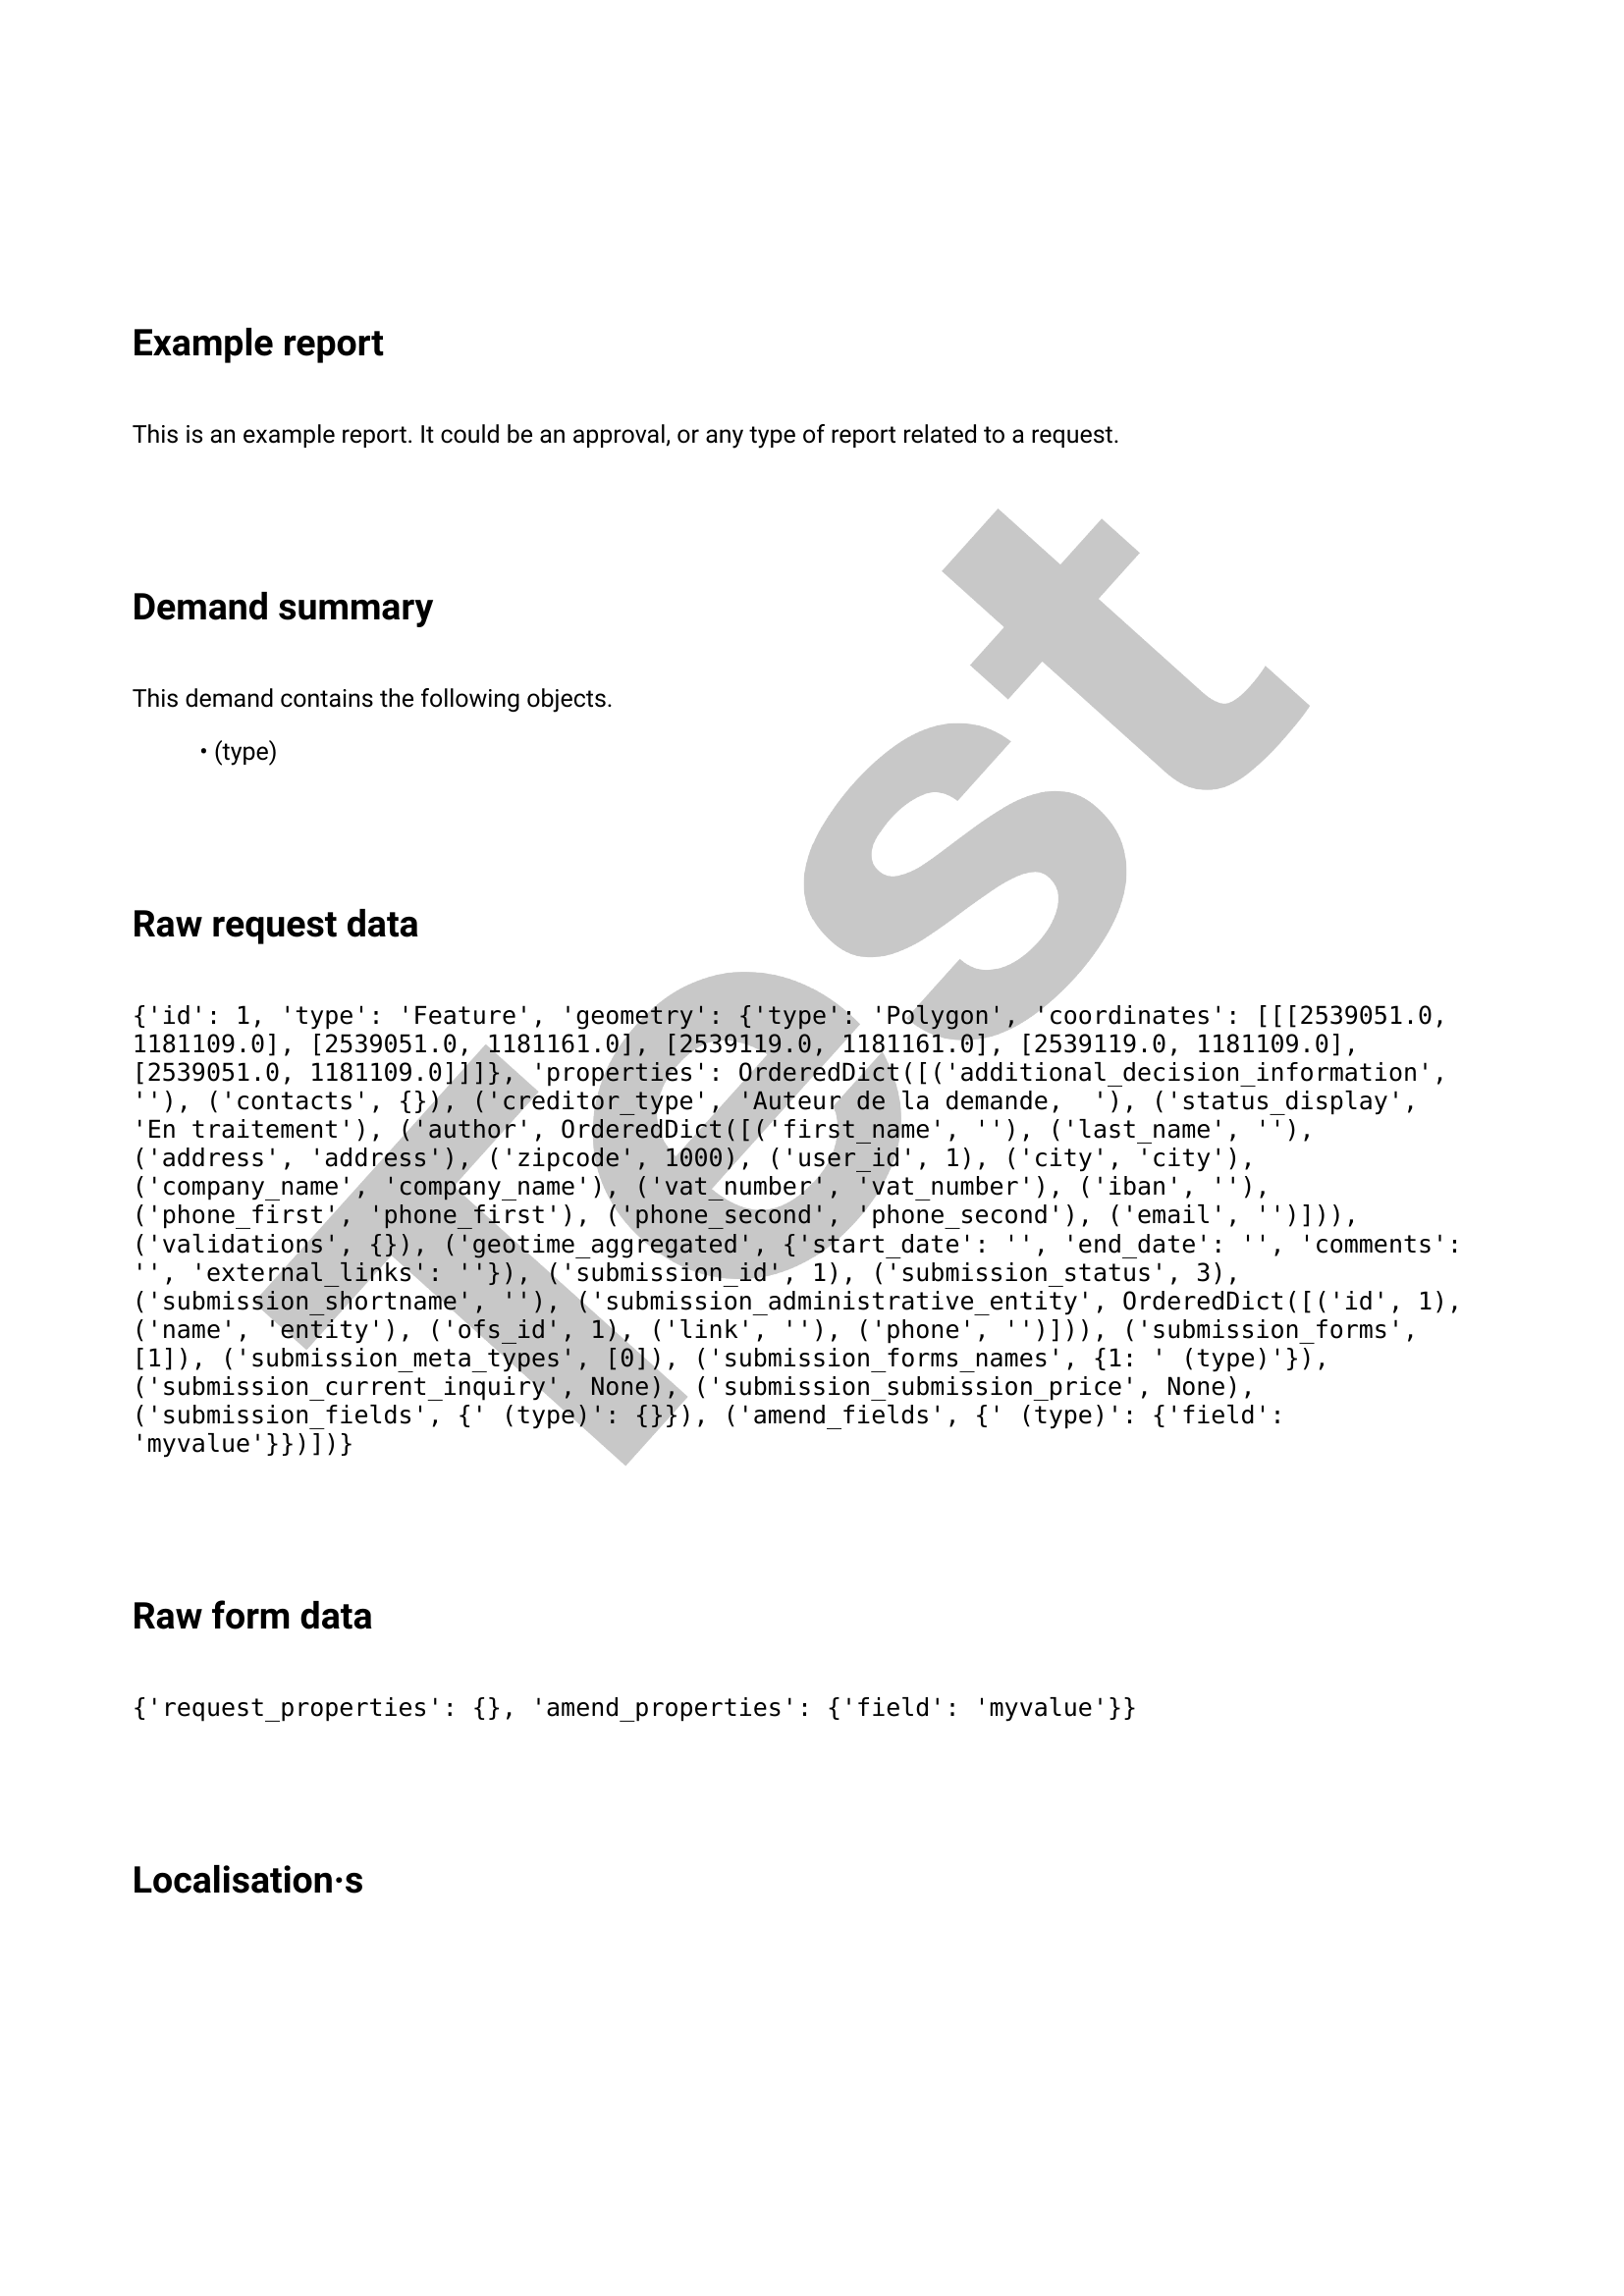 Example report
This is an example report. It could be an approval, or any type of report related to a request.
Demand summary
This demand contains the following objects.
• (type)
Raw request data
{'id': 1, 'type': 'Feature', 'geometry': {'type': 'Polygon', 'coordinates': [[[2539051.0,
1181109.0], [2539051.0, 1181161.0], [2539119.0, 1181161.0], [2539119.0, 1181109.0],
[2539051.0, 1181109.0]]]}, 'properties': OrderedDict([('additional_decision_information',
''), ('contacts', {}), ('creditor_type', 'Auteur de la demande,  '), ('status_display',
'En traitement'), ('author', OrderedDict([('first_name', ''), ('last_name', ''),
('address', 'address'), ('zipcode', 1000), ('user_id', 1), ('city', 'city'),
('company_name', 'company_name'), ('vat_number', 'vat_number'), ('iban', ''),
('phone_first', 'phone_first'), ('phone_second', 'phone_second'), ('email', '')])),
('validations', {}), ('geotime_aggregated', {'start_date': '', 'end_date': '', 'comments':
'', 'external_links': ''}), ('submission_id', 1), ('submission_status', 3),
('submission_shortname', ''), ('submission_administrative_entity', OrderedDict([('id', 1),
('name', 'entity'), ('ofs_id', 1), ('link', ''), ('phone', '')])), ('submission_forms',
[1]), ('submission_meta_types', [0]), ('submission_forms_names', {1: ' (type)'}),
('submission_current_inquiry', None), ('submission_submission_price', None),
('submission_fields', {' (type)': {}}), ('amend_fields', {' (type)': {'field':
'myvalue'}})])}
Raw form data
{'request_properties': {}, 'amend_properties': {'field': 'myvalue'}}
Localisation·s
Test